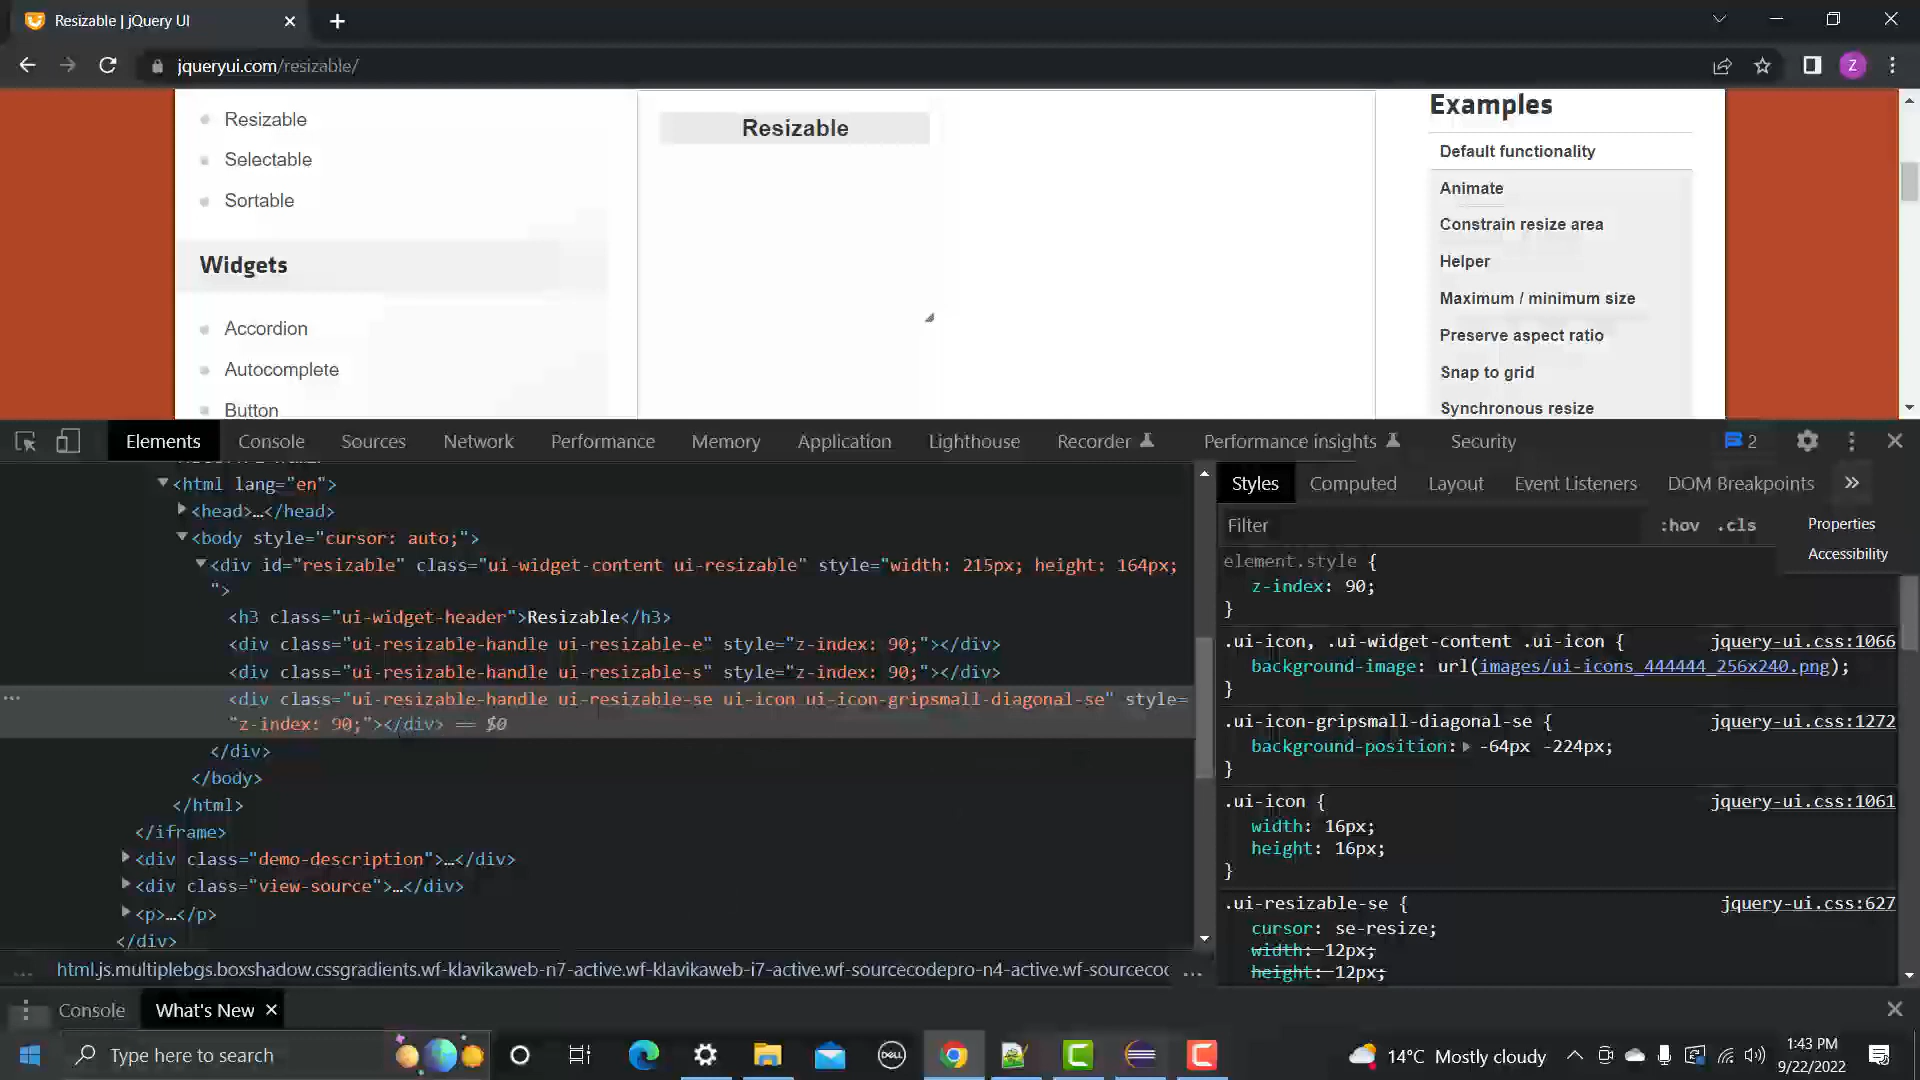 Resizable | jQuery UI
jqueryui.com/resizable/
Z
Resizable
Selectable
Sortable
Widgets
Accordion
Autocomplete
Button
Resizable
Examples
Default functionality
Animate
Constrain resize area
Helper
Maximum / minimum size
Preserve aspect ratio
Snap to grid
Synchronous resize
Elements Console Sources Network Performance Memory Application Lighthouse Recorder Performance insights Security 2
<html lang="en">
<head>…</head>
<body style="cursor: auto;">
<div id="resizable" class="ui-widget-content ui-resizable" style="width: 215px; height: 164px;
">
<h3 class="ui-widget-header">Resizable</h3>
<div class="ui-resizable-handle ui-resizable-e" style="z-index: 90;"></div>
<div class="ui-resizable-handle ui-resizable-s" style="z-index: 90;"></div>
<div class="ui-resizable-handle ui-resizable-se ui-icon ui-icon-gripsmall-diagonal-se" style=
"z-index: 90;"></div> == $0
</div>
</body>
</html>
</iframe>
<div class="demo-description">…</div>
<div class="view-source">…</div>
<p>…</p>
</div>
... html.js.multiplebgs.boxshadow.cssgradients.wf-klavikaweb-n7-active.wf-klavikaweb-i7-active.wf-sourcecodepro-n4-active.wf-sourcecoc ...
Styles Computed Layout Event Listeners DOM Breakpoints »
Filter :hov .cls
Properties
Accessibility
element.style {
z-index: 90;
}
.ui-icon, .ui-widget-content .ui-icon { jquery-ui.css:1066
background-image: url(images/ui-icons_444444_256x240.png);
}
.ui-icon-gripsmall-diagonal-se { jquery-ui.css:1272
background-position: -64px -224px;
}
.ui-icon { jquery-ui.css:1061
width: 16px;
height: 16px;
}
.ui-resizable-se { jquery-ui.css:627
cursor: se-resize;
width: 12px;
height: 12px;
Console What's New
Type here to search
DELL
14°C Mostly cloudy
1:43 PM
9/22/2022